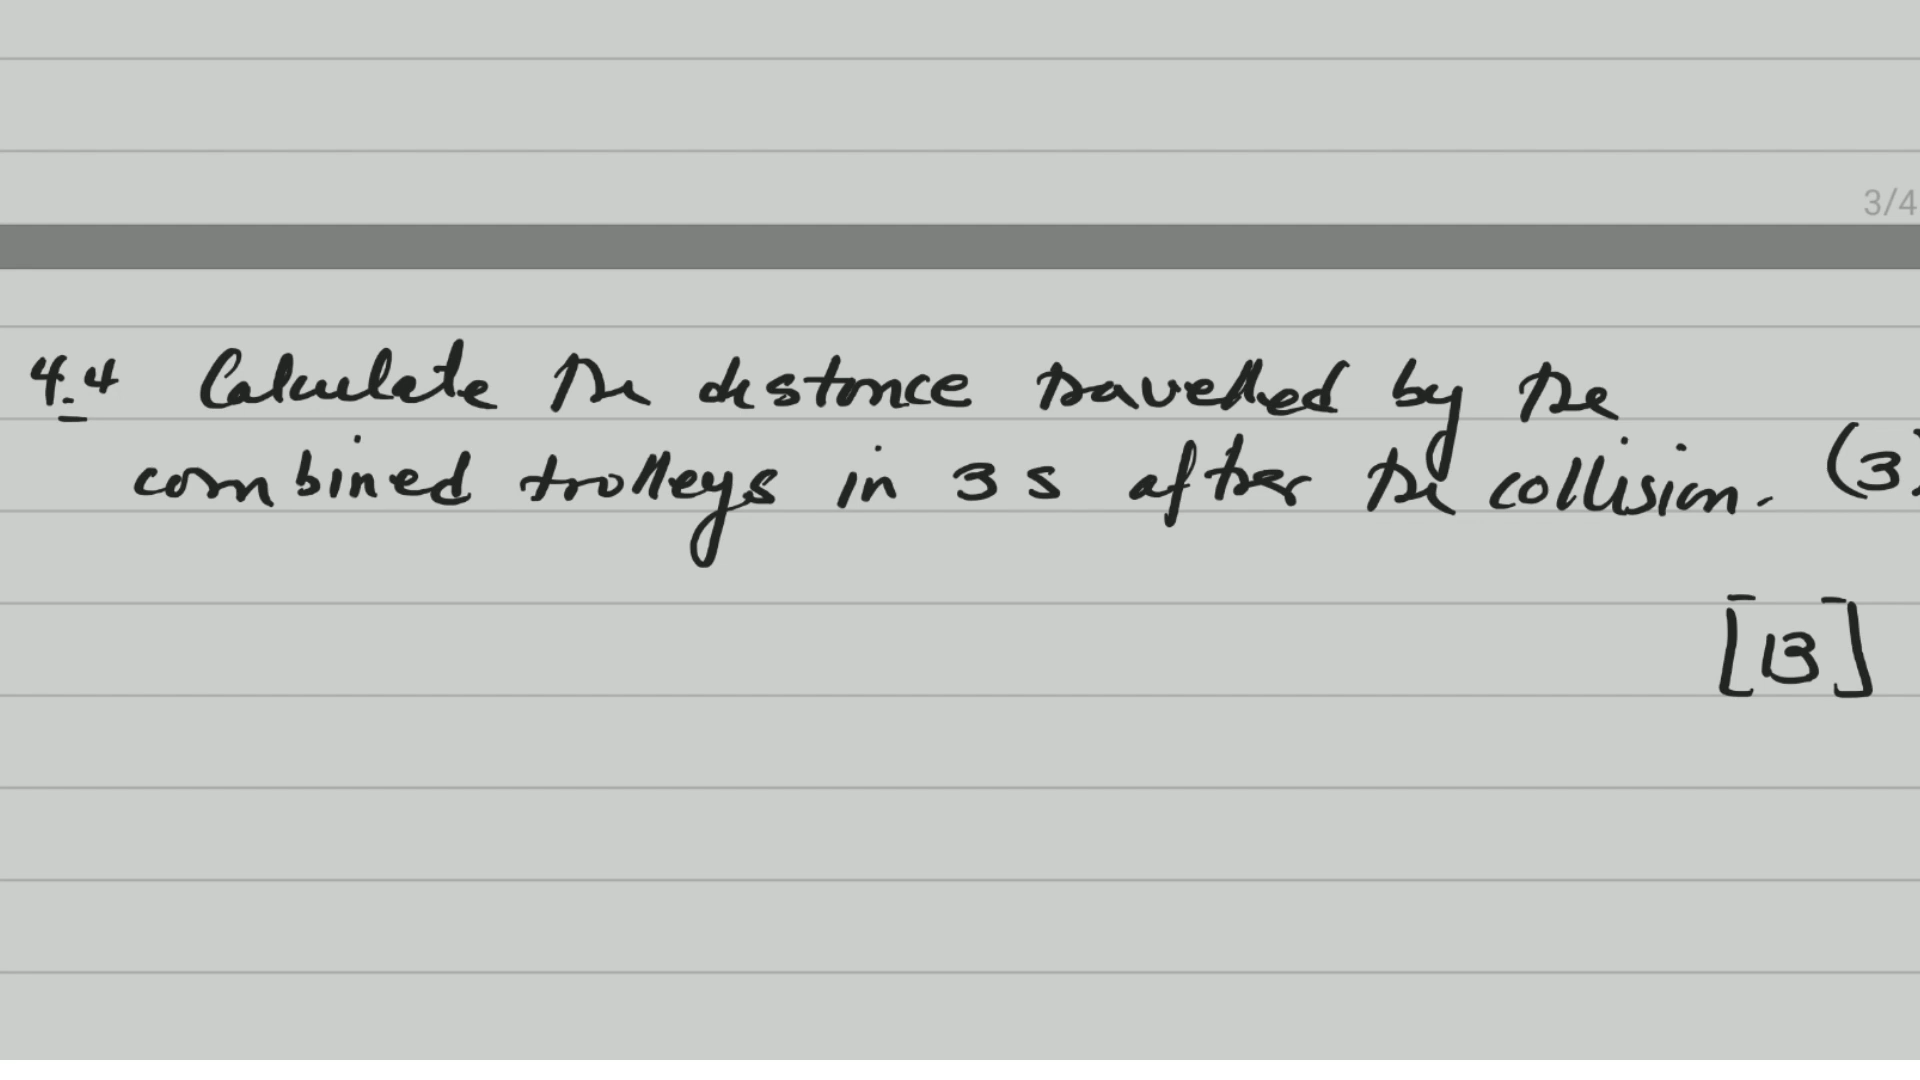 3/4
4.4 Calculate the distance travelled by the
combined trolleys in 3 s after the collision. (3)
[13]